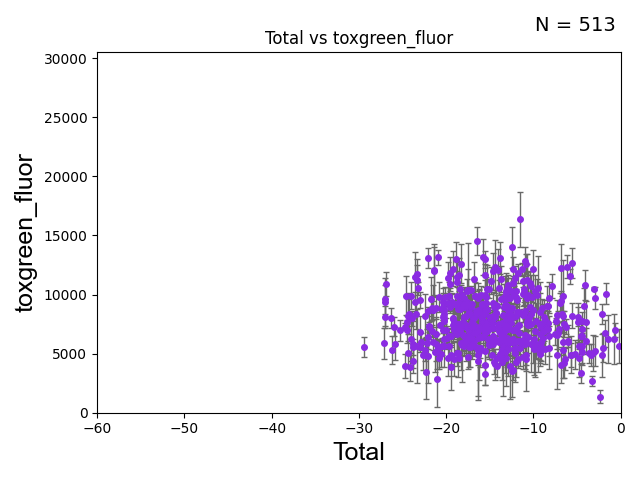 N = 513
Total vs toxgreen_fluor
30000
25000
20000
15000
10000
5000
0
toxgreen_fluor
−60 −50 −40 −30 −20 −10 0
Total